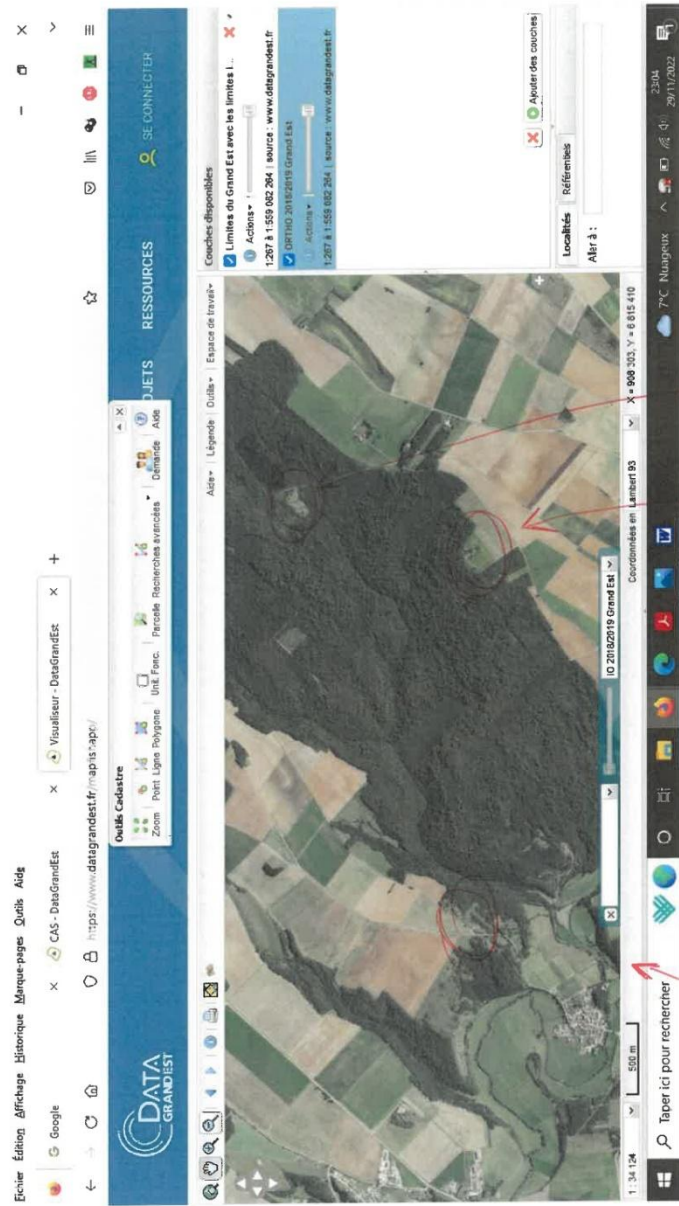 Fichier Édition Affichage Historique Marque-pages Outils Aide
G Google × CAS - DataGrandEst × Visualiseur - DataGrandEst × +
https://www.datagrandest.fr/mapfishapp/
DATA
GRANDEST
OJETS RESSOURCES SE CONNECTER
Outils Cadastre
Zoom Point Ligne Polygone Unit. Fonc. Parcelle Recherches avancées Demande Aide
Aide Légende Outils Espace de travail
Couches disponibles
Limites du Grand Est avec les limites i...
Actions
1:267 à 1:559 082 264 | source : www.datagrandest.fr
ORTHO 2018/2019 Grand Est
Actions
1:267 à 1:559 082 264 | source : www.datagrandest.fr
Ajouter des couches
Localités Référentiels
Aller à :
IO 2018/2019 Grand Est
1 : 34 124 500 m Coordonnées en Lambert 93 X = 908 303, Y = 6 815 410
Taper ici pour rechercher
7°C Nuageux
23:04
29/11/2022